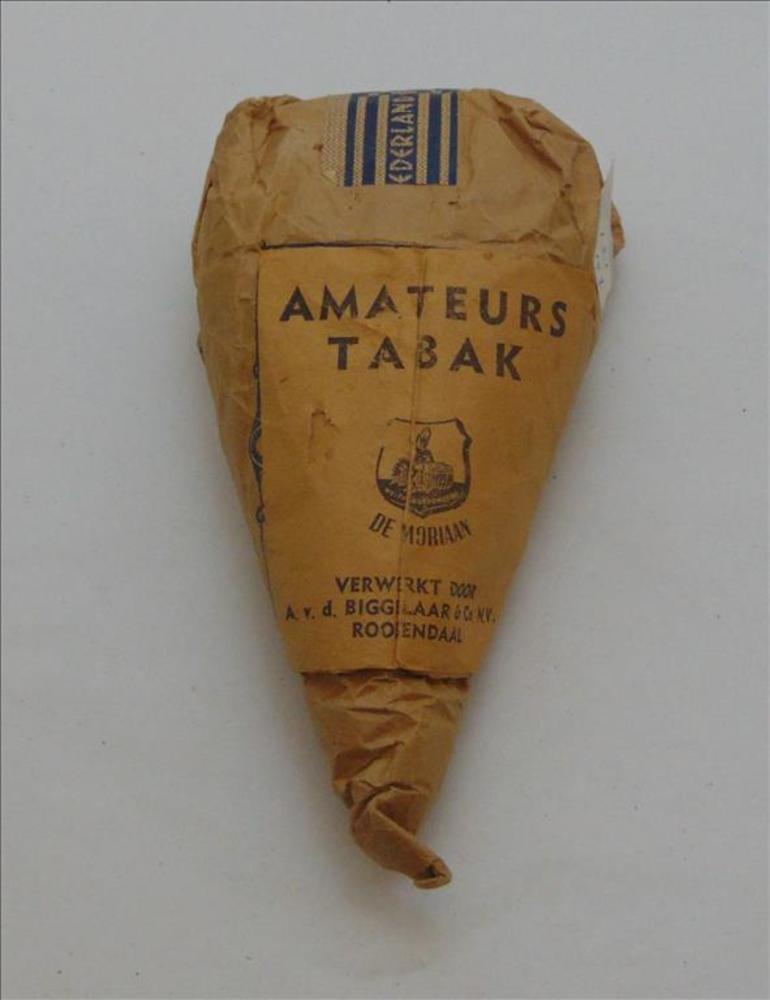 EDERLAND
AMATEURS
TABAK
DE MORIAAN
VERWERKT DOOR
A. v. d. BIGGELAAR & Co N.V.
ROOSENDAAL